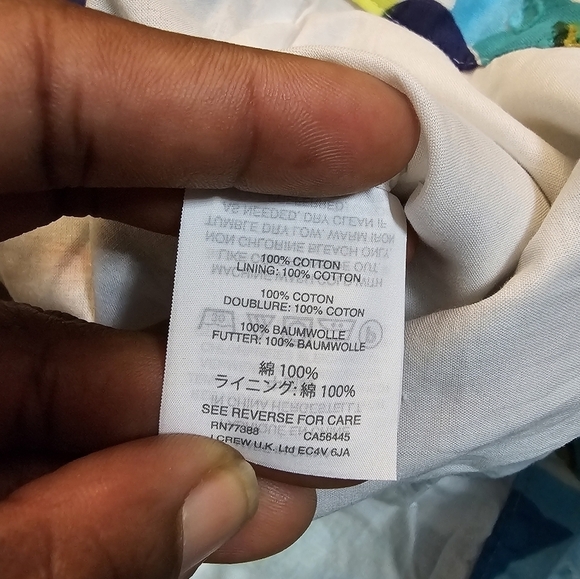 100% COTTON
LINING: 100% COTTON
100% COTON
DOUBLURE: 100% COTON
100% BAUMWOLLE
FUTTER: 100% BAUMWOLLE
綿 100%
ライニング: 綿 100%
SEE REVERSE FOR CARE
RN77388 CA56445
J.CREW U.K. Ltd EC4V 6JA